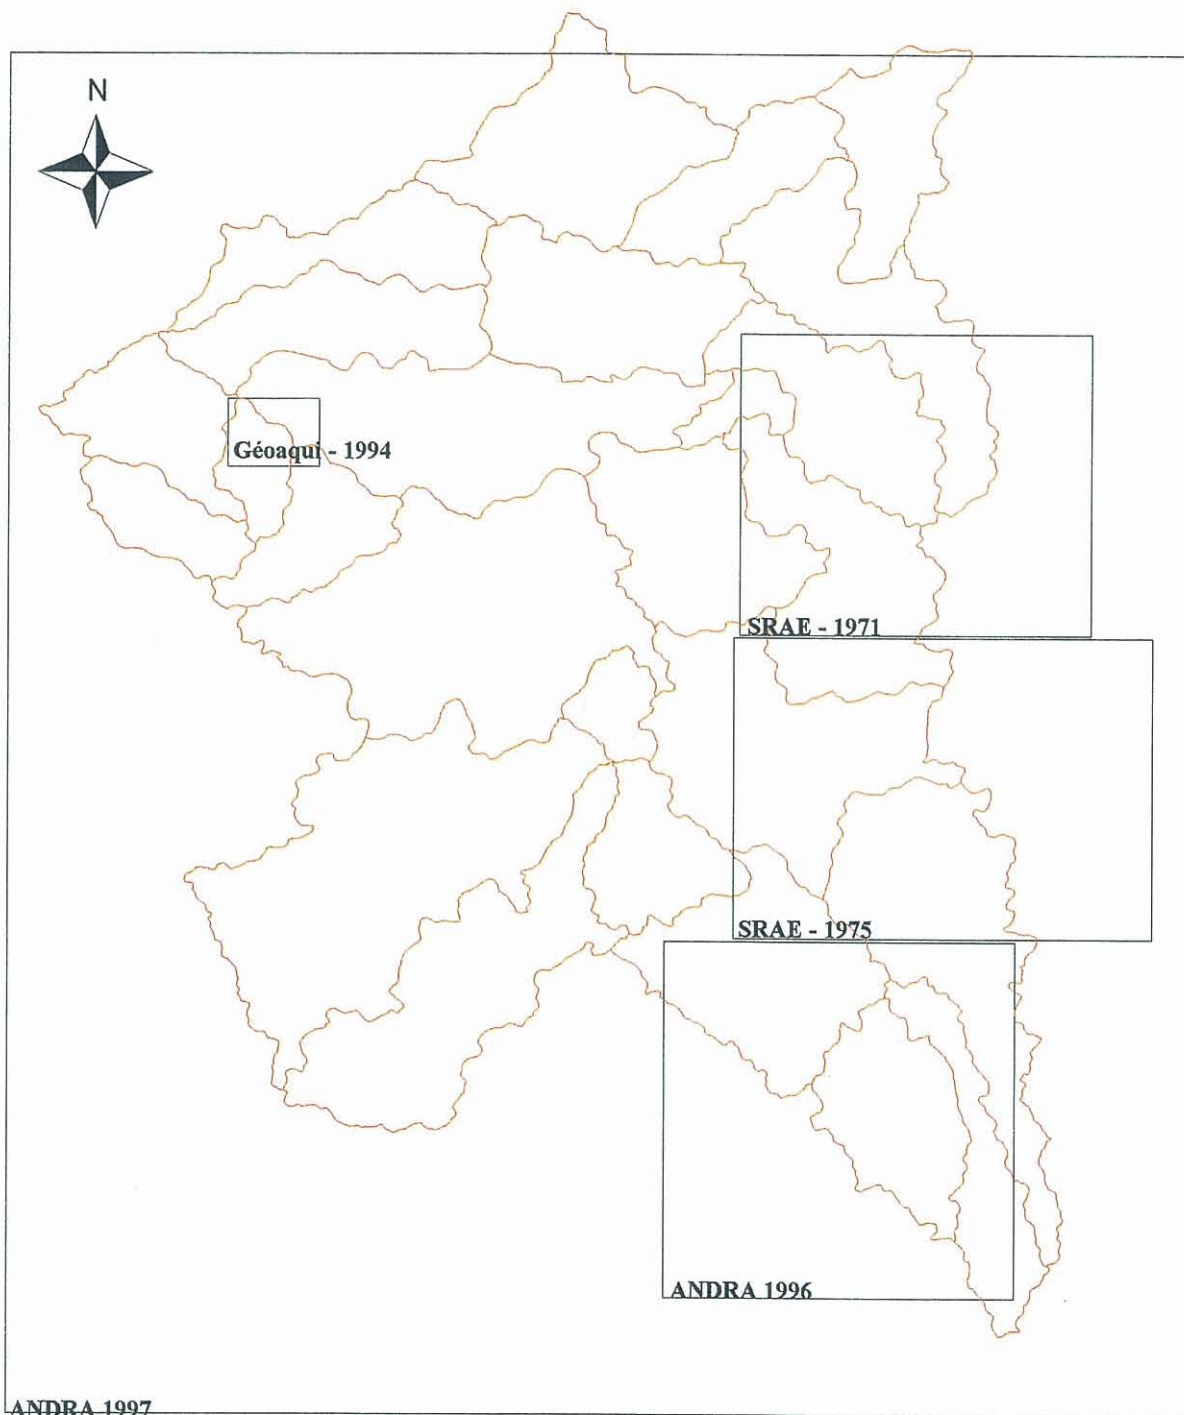 N
Géoaqui - 1994
SRAE - 1971
SRAE - 1975
ANDRA 1996
ANDRA 1997